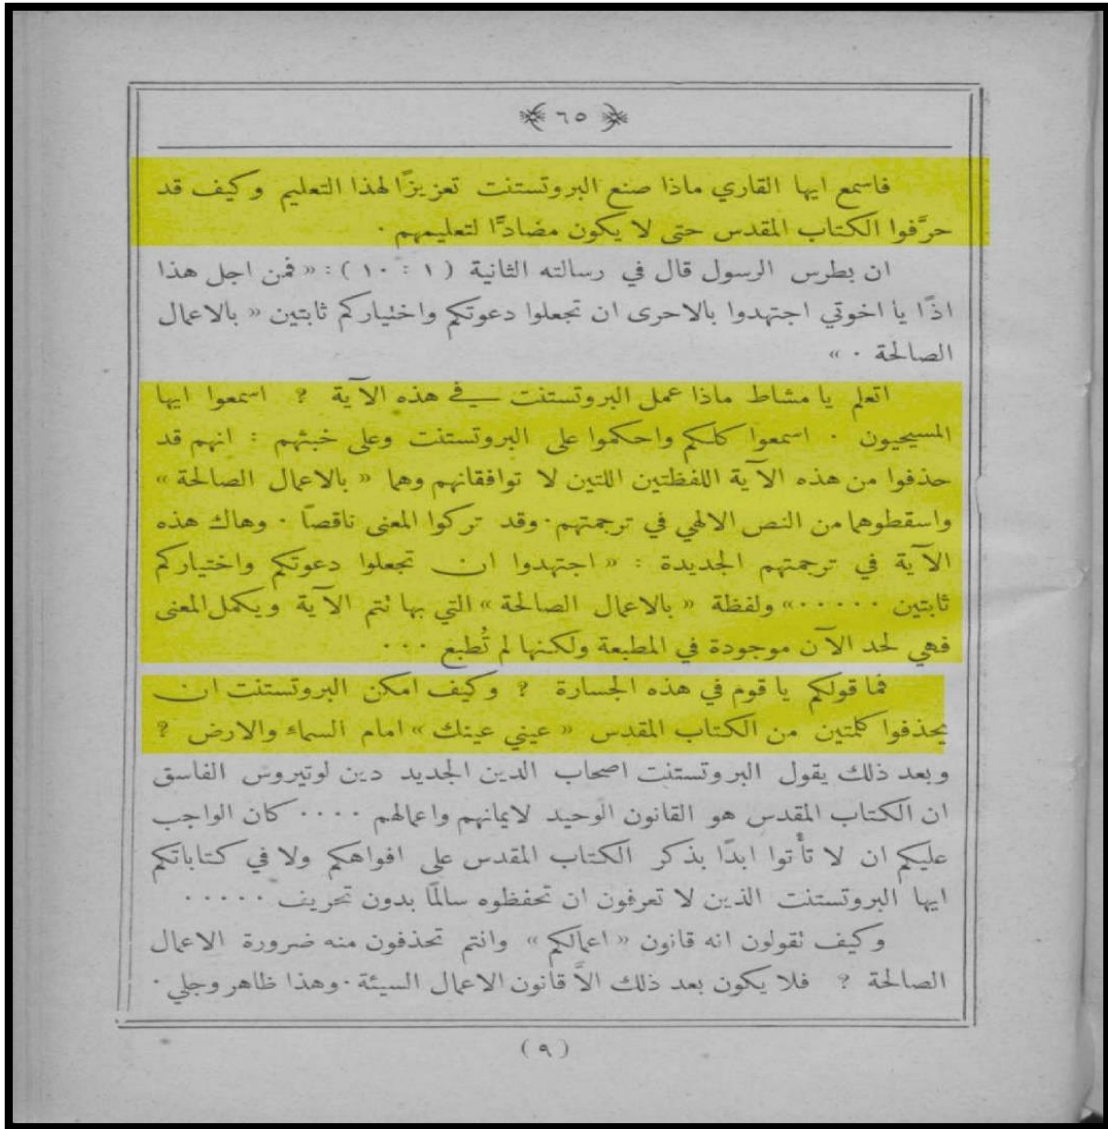 ٦٥
فاسمع ايها القاري ماذا صنع البروتستنت تعزيزًا لهذا التعليم وكيف قد
حرَّفوا الكتاب المقدس حتى لا يكون مضادًّا لتعليمهم ·
ان بطرس الرسول قال في رسالته الثانية ( ١ : ١٠ ) : « فمن اجل هذا
اذًا يا اخوتي اجتهدوا بالاحرى ان تجعلوا دعوتكم واختياركم ثابتين « بالاعمال
الصالحة · »
اتعلم يا مشاط ماذا عمل البروتستنت في هذه الآية ? اسمعوا ايها
المسيحيون · اسمعوا كلكم واحكموا على البروتستنت وعلى خبثهم : انهم قد
حذفوا من هذه الآية اللفظتين اللتين لا توافقانهم وهما « بالاعمال الصالحة »
واسقطوهما من النص الالهي في ترجمتهم · وقد تركوا المعنى ناقصًا · وهاك هذه
الآية في ترجمتهم الجديدة : « اجتهدوا ان تجعلوا دعوتكم واختياركم
ثابتين ····· » ولفظة « بالاعمال الصالحة » التي بها تتم الآية ويكمل المعنى
فهي لحد الآن موجودة في المطبعة ولكنها لم تُطبع ···
فما قولكم يا قوم في هذه الجسارة ? وكيف امكن البروتستنت ان
يحذفوا كلمتين من الكتاب المقدس « عيني عينك » امام السماء والارض ?
وبعد ذلك يقول البروتستنت اصحاب الدين الجديد دين لوتيروس الفاسق
ان الكتاب المقدس هو القانون الوحيد لايمانهم واعمالهم ···· كان الواجب
عليكم ان لا تأتوا ابدًا بذكر الكتاب المقدس على افواهكم ولا في كتاباتكم
ايها البروتستنت الذين لا تعرفون ان تحفظوه سالمًا بدون تحريف ·····
وكيف تقولون انه قانون « اعمالكم » وانتم تحذفون منه ضرورة الاعمال
الصالحة ? فلا يكون بعد ذلك الاَّ قانون الاعمال السيئة · وهذا ظاهر وجلي ·
( ٩ )